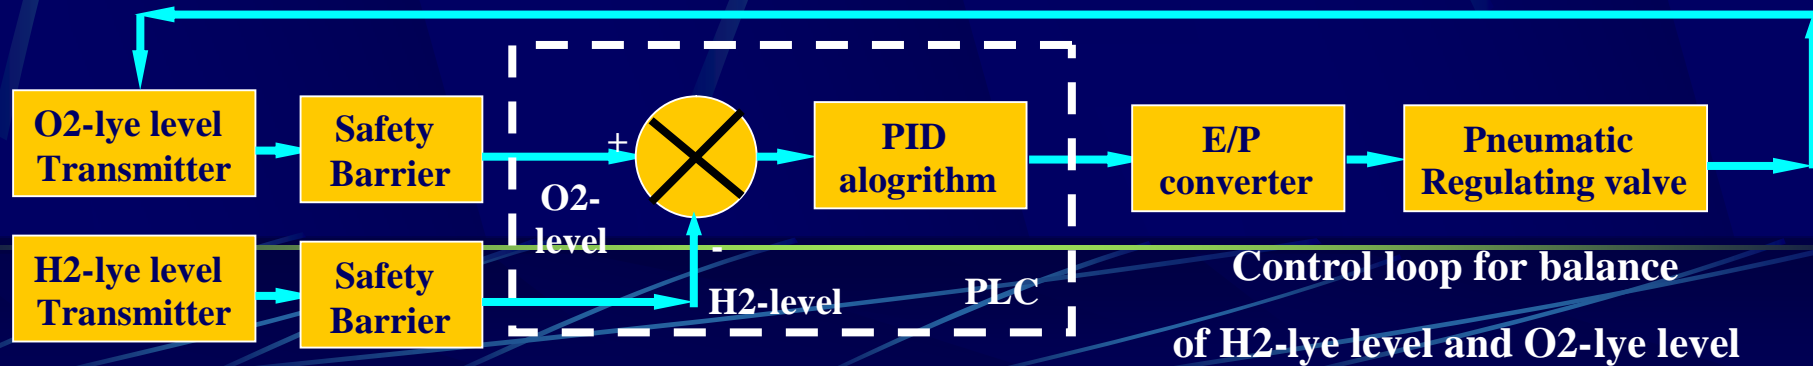 O2-lye level
Transmitter
Safety
Barrier
+
O2-
level
PID
alogrithm
E/P
converter
Pneumatic
Regulating valve
H2-lye level
Transmitter
Safety
Barrier
-
H2-level
PLC
Control loop for balance
of H2-lye level and O2-lye level